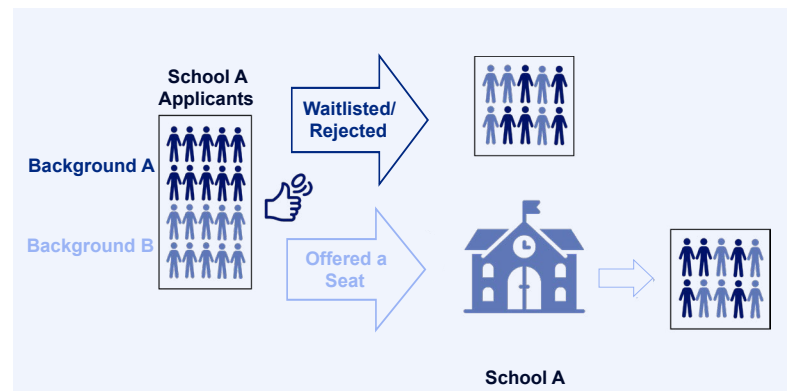 School A
Applicants
Waitlisted/
Rejected
Background A
Background B
Offered a
Seat
School A